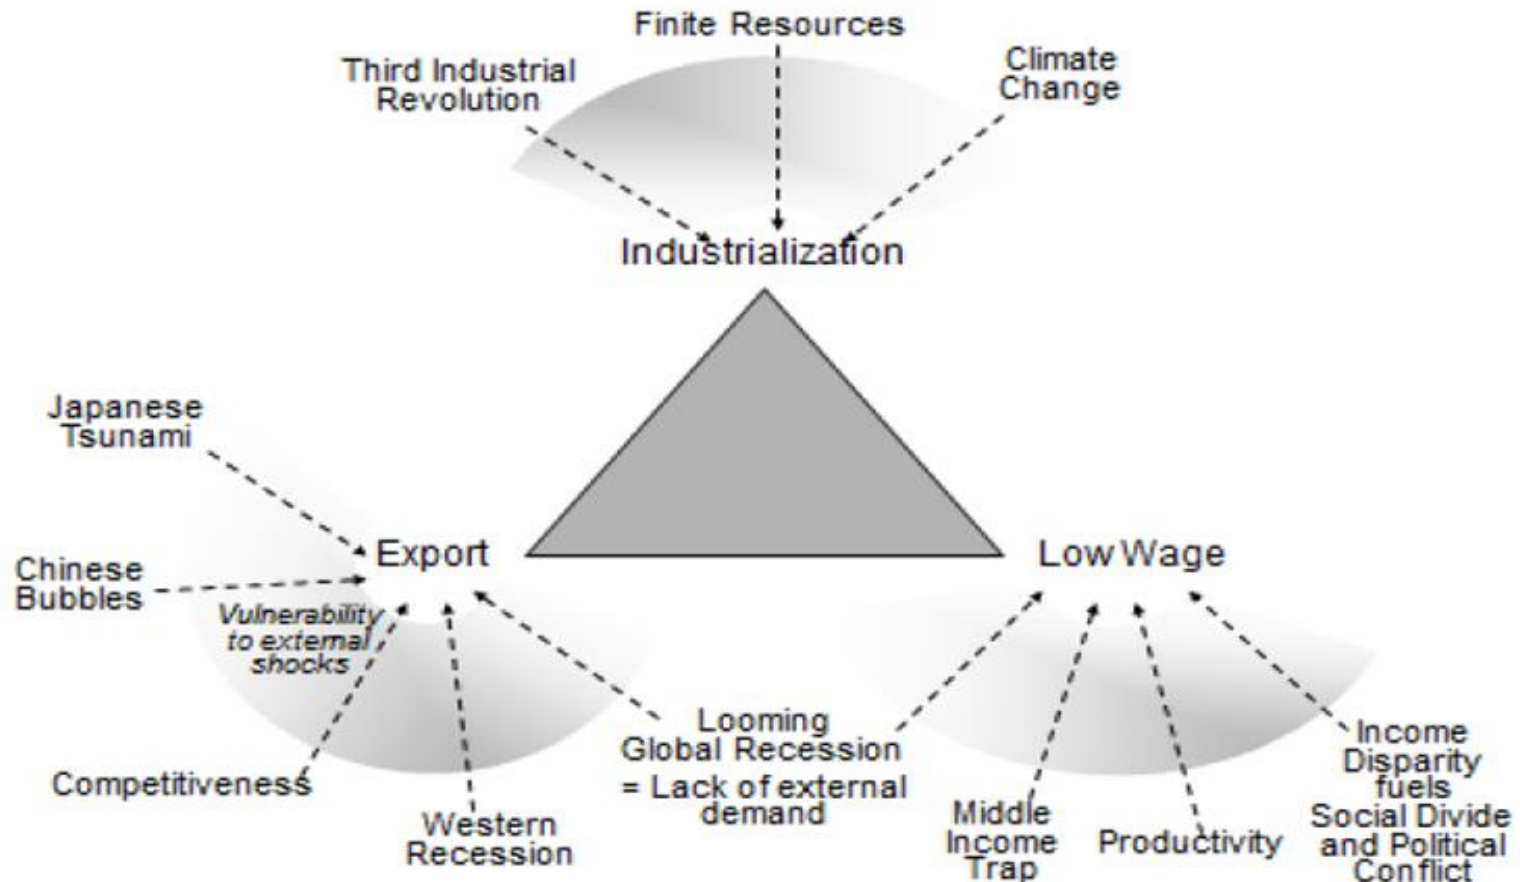 Finite Resources
Third Industrial
Revolution
Climate
Change
Industrialization
Japanese
Tsunami
Export
Low Wage
Chinese
Bubbles
Vulnerability
to external
shocks
Looming
Global Recession
= Lack of external
demand
Competitiveness
Western
Recession
Middle
Income
Trap
Productivity
Income
Disparity
fuels
Social Divide
and Political
Conflict